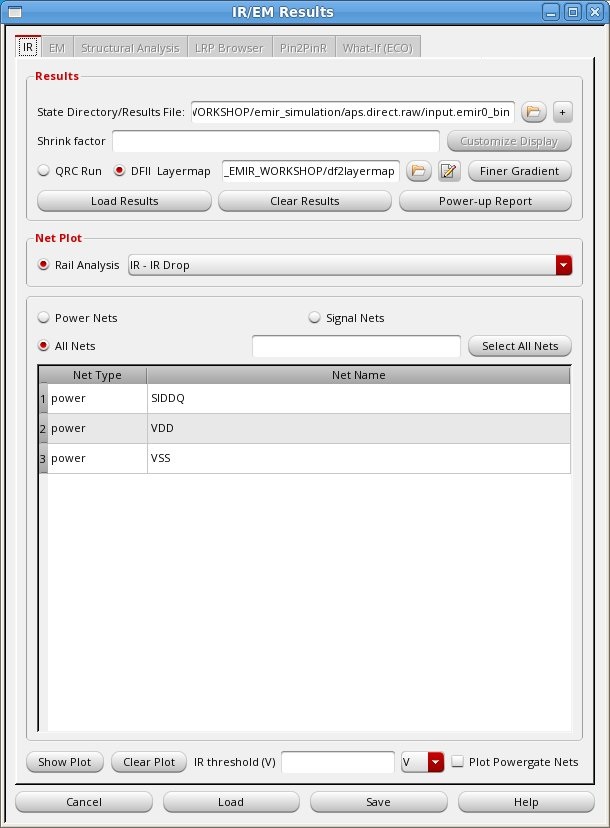 IR/EM Results
IR EM Structural Analysis LRP Browser Pin2PinR What-If (ECO)
Results
State Directory/Results File: /ORKSHOP/emir_simulation/aps.direct.raw/input.emir0_bin +
Shrink factor Customize Display
QRC Run DFII Layermap _EMIR_WORKSHOP/df2layermap Finer Gradient
Load Results Clear Results Power-up Report
Net Plot
Rail Analysis IR - IR Drop
Power Nets Signal Nets
All Nets Select All Nets
Net Type Net Name
1 power SIDDQ
2 power VDD
3 power VSS
Show Plot Clear Plot IR threshold (V) V Plot Powergate Nets
Cancel Load Save Help